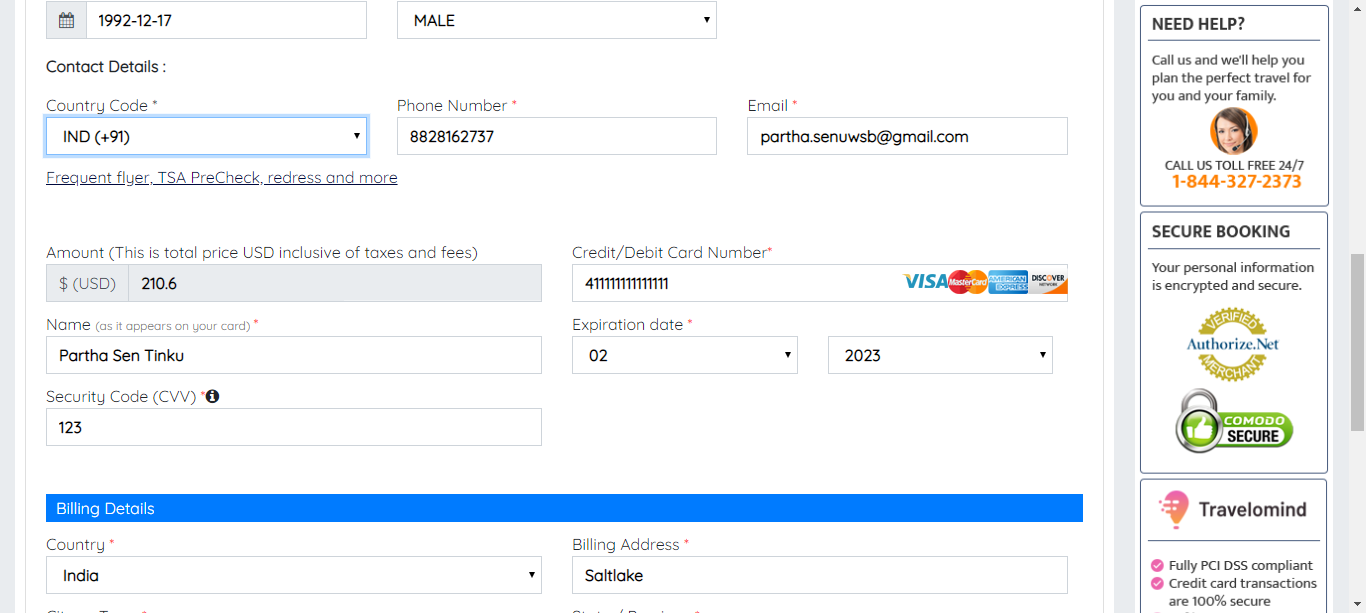 1992-12-17
MALE
Contact Details :
Country Code *
Phone Number *
Email *
IND (+91)
8828162737
partha.senuwsb@gmail.com
Frequent flyer, TSA PreCheck, redress and more
Amount (This is total price USD inclusive of taxes and fees)
Credit/Debit Card Number*
$ (USD)
210.6
411111111111111
VISA
MasterCard
AMERICAN EXPRESS
DISCOVER
NETWORK
Name (as it appears on your card) *
Expiration date *
Partha Sen Tinku
02
2023
Security Code (CVV) *
123
Billing Details
Country *
Billing Address *
India
Saltlake
NEED HELP?
Call us and we'll help you
plan the perfect travel for
you and your family.
CALL US TOLL FREE 24/7
1-844-327-2373
SECURE BOOKING
Your personal information
is encrypted and secure.
VERIFIED
Authorize.Net
MERCHANT
COMODO
SECURE
Travelomind
Fully PCI DSS compliant
Credit card transactions
are 100% secure